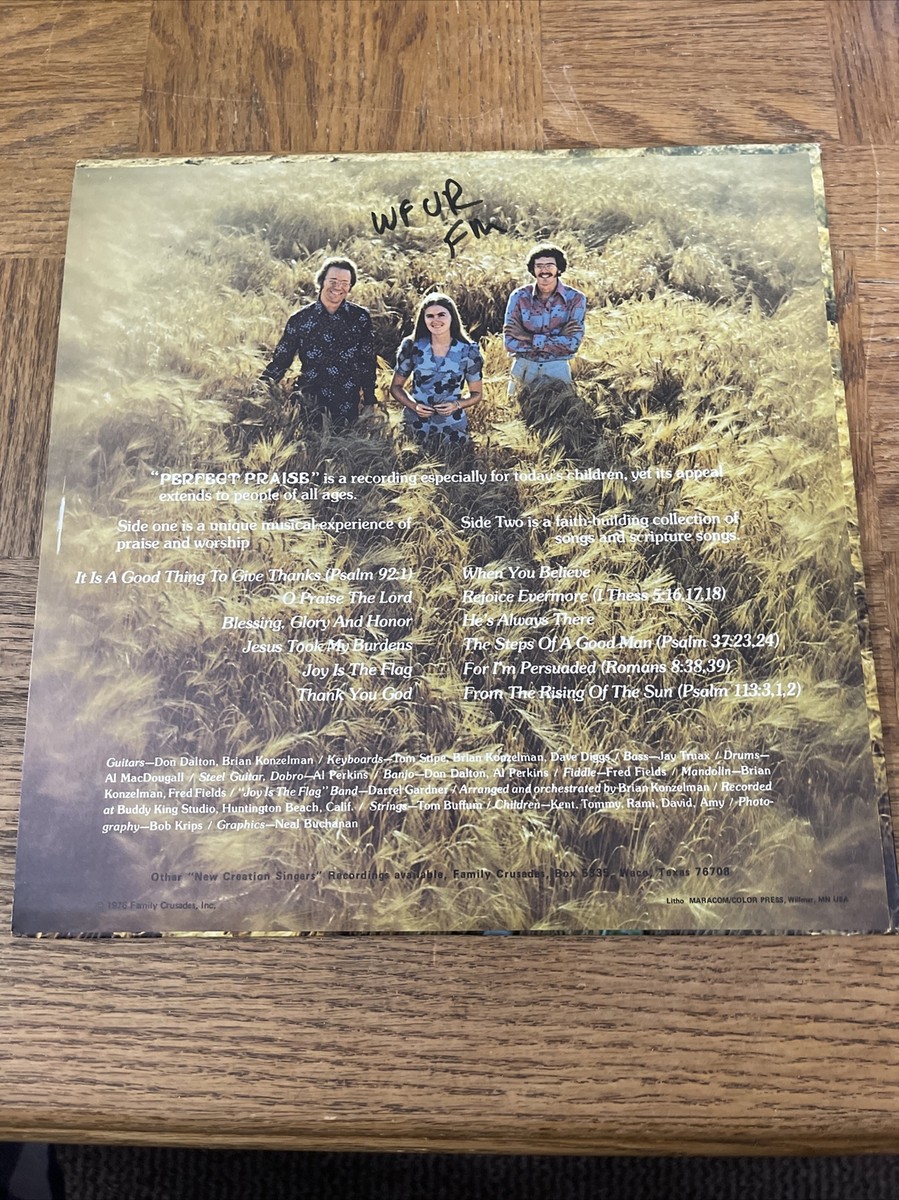 WFUR
FM
"PERFECT PRAISE" is a recording especially for today's children, yet its appeal
extends to people of all ages.
Side one is a unique musical experience of
praise and worship
It Is A Good Thing To Give Thanks (Psalm 92:1)
O Praise The Lord
Blessing, Glory And Honor
Jesus Took My Burdens
Joy Is The Flag
Thank You God
Side Two is a faith-building collection of
songs and scripture songs.
When You Believe
Rejoice Evermore (I Thess 5:16,17,18)
He's Always There
The Steps Of A Good Man (Psalm 37:23,24)
For I'm Persuaded (Romans 8:38,39)
From The Rising Of The Sun (Psalm 113:3,1,2)
Guitars—Don Dalton, Brian Konzelman / Keyboards—Tom Stipe, Brian Konzelman, Dave Diggs / Bass—Jay Truax / Drums—
Al MacDougall / Steel Guitar, Dobro—Al Perkins / Banjo—Don Dalton, Al Perkins / Fiddle—Fred Fields / Mandolin—Brian
Konzelman, Fred Fields / "Joy Is The Flag" Band—Darrel Gardner / Arranged and orchestrated by Brian Konzelman / Recorded
at Buddy King Studio, Huntington Beach, Calif. / Strings—Tom Buffum / Children—Kent, Tommy, Rami, David, Amy / Photo-
graphy—Bob Krips / Graphics—Neal Buchanan
Other "New Creation Singers" Recordings available, Family Crusades, Box 5335, Waco, Texas 76708
© 1976 Family Crusades, Inc.
Litho MARACOM/COLOR PRESS, Willmar, MN USA